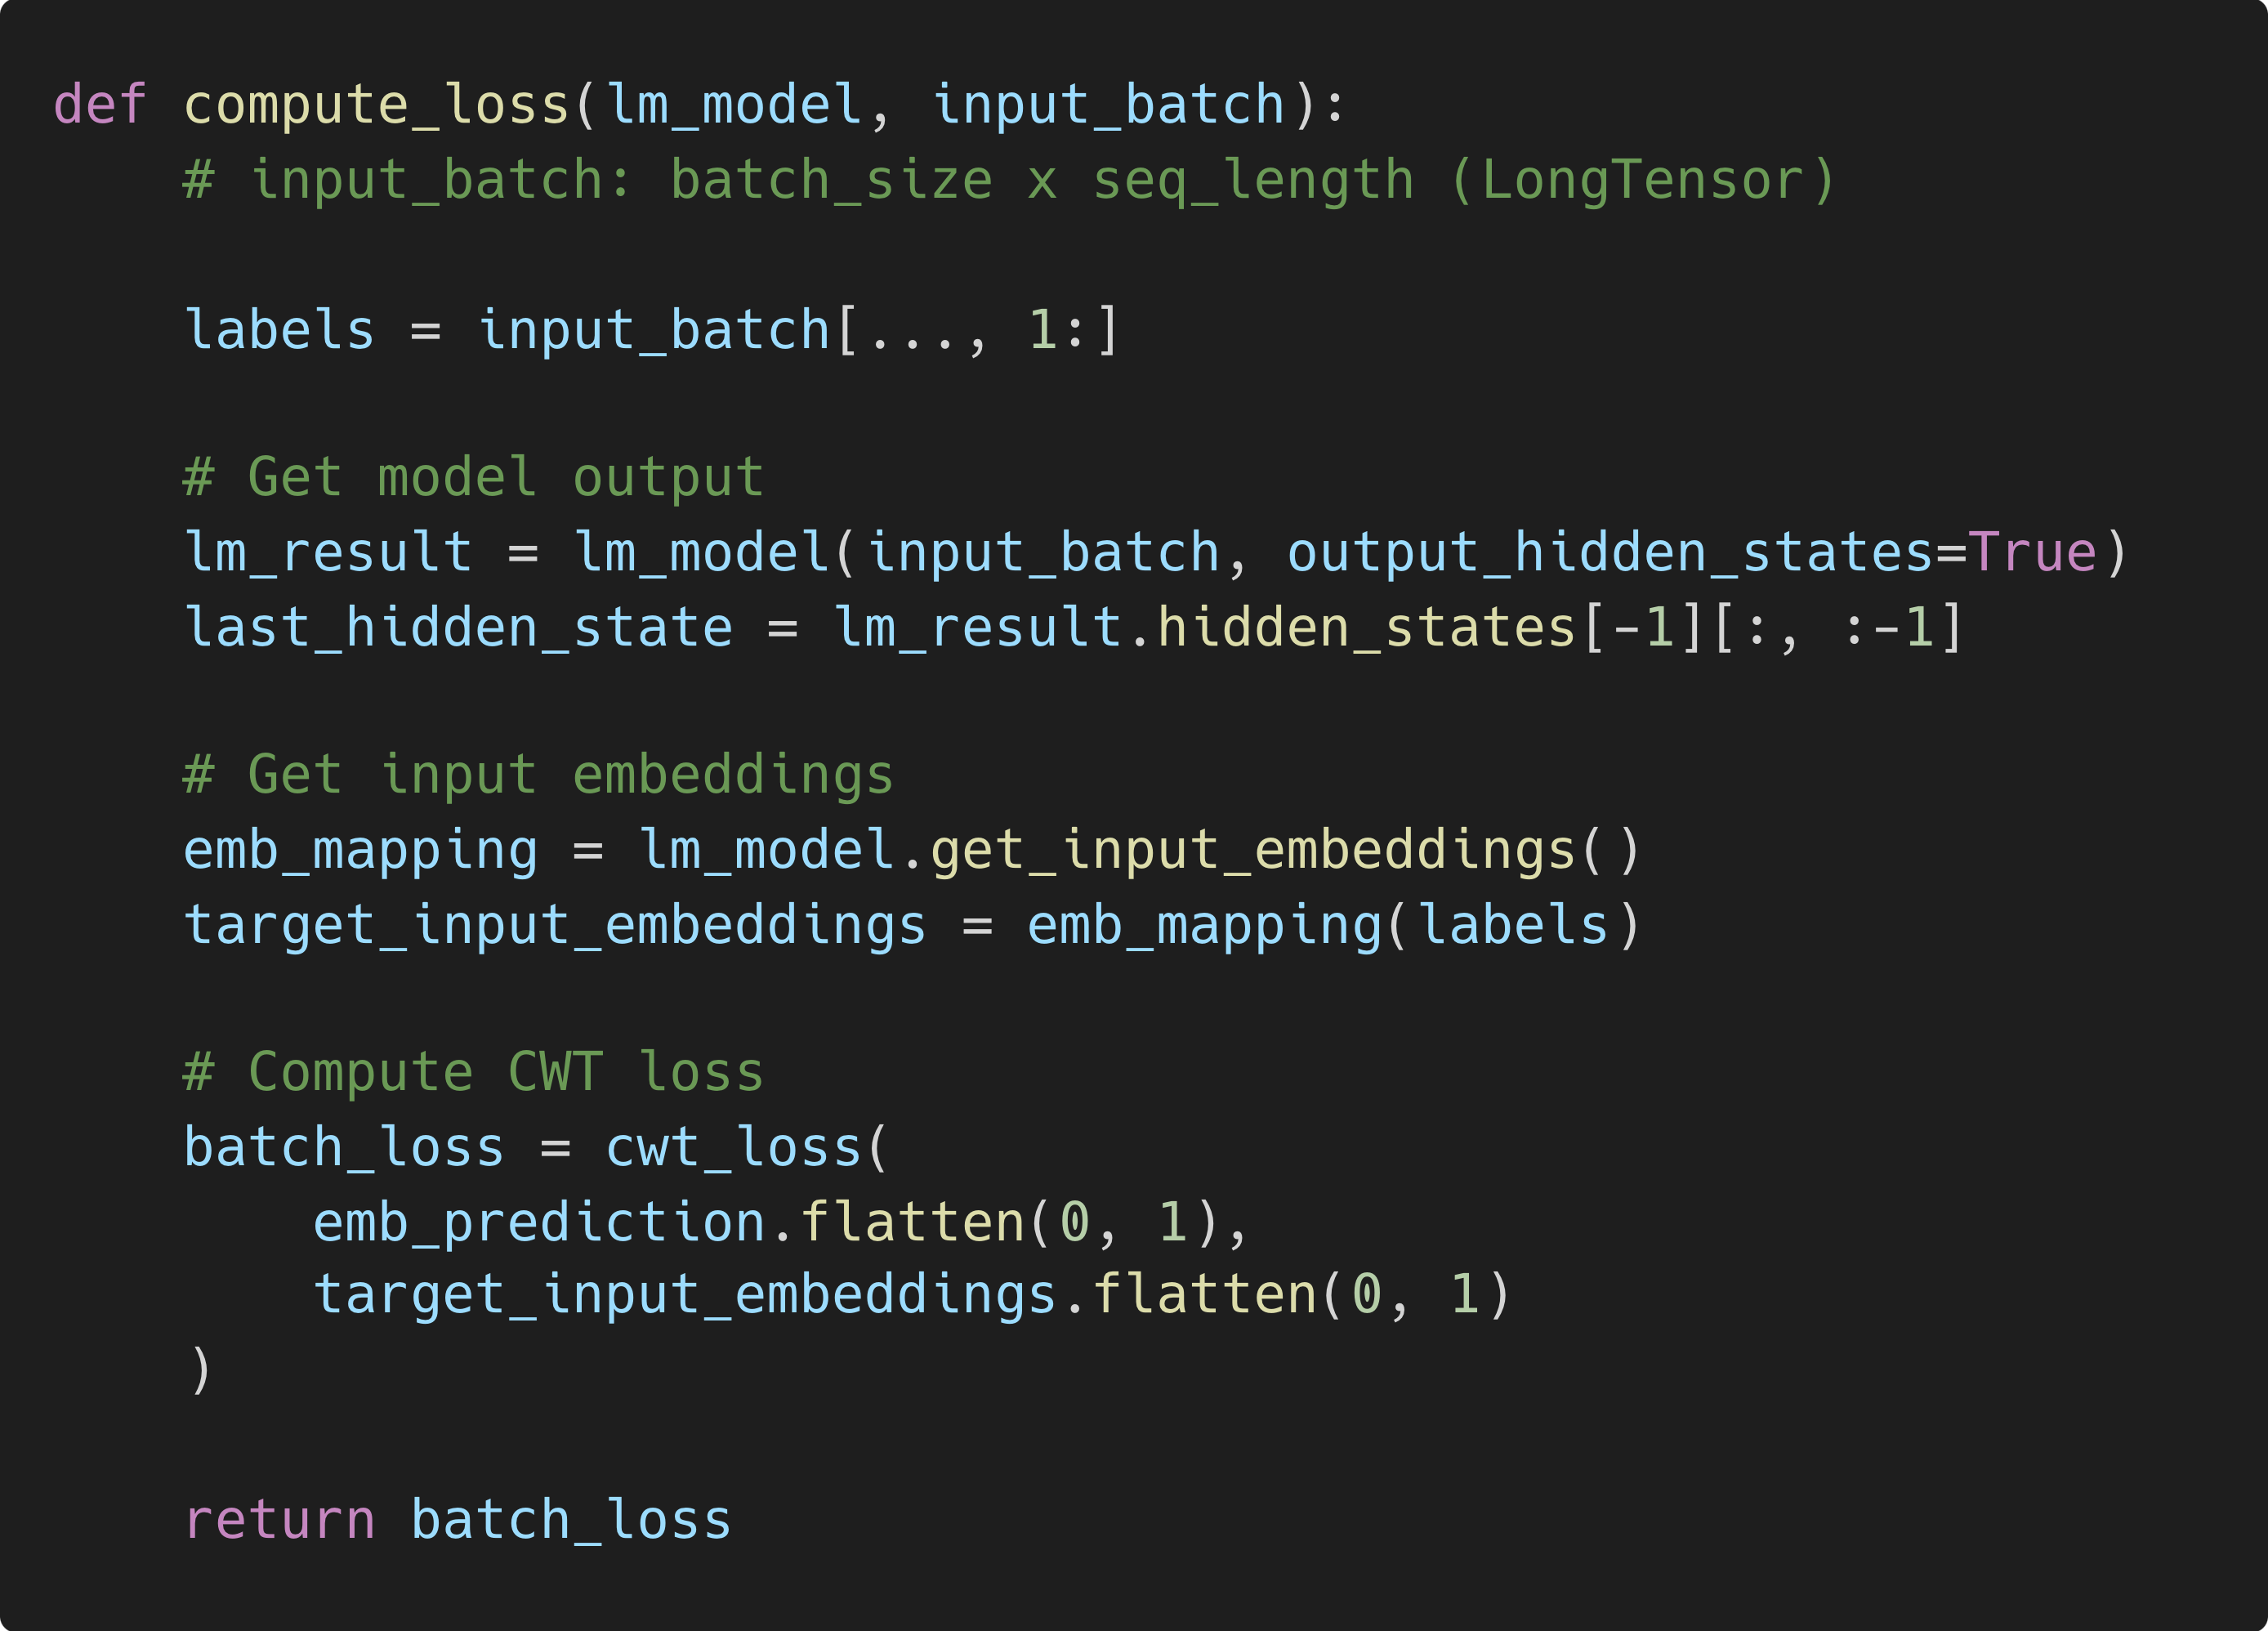 def compute_loss(lm_model, input_batch):
    # input_batch: batch_size x seq_length (LongTensor)
    labels = input_batch[..., 1:]
    # Get model output
    lm_result = lm_model(input_batch, output_hidden_states=True)
    last_hidden_state = lm_result.hidden_states[-1][:, :-1]
    # Get input embeddings
    emb_mapping = lm_model.get_input_embeddings()
    target_input_embeddings = emb_mapping(labels)
    # Compute CWT loss
    batch_loss = cwt_loss(
        emb_prediction.flatten(0, 1),
        target_input_embeddings.flatten(0, 1)
    )
    return batch_loss